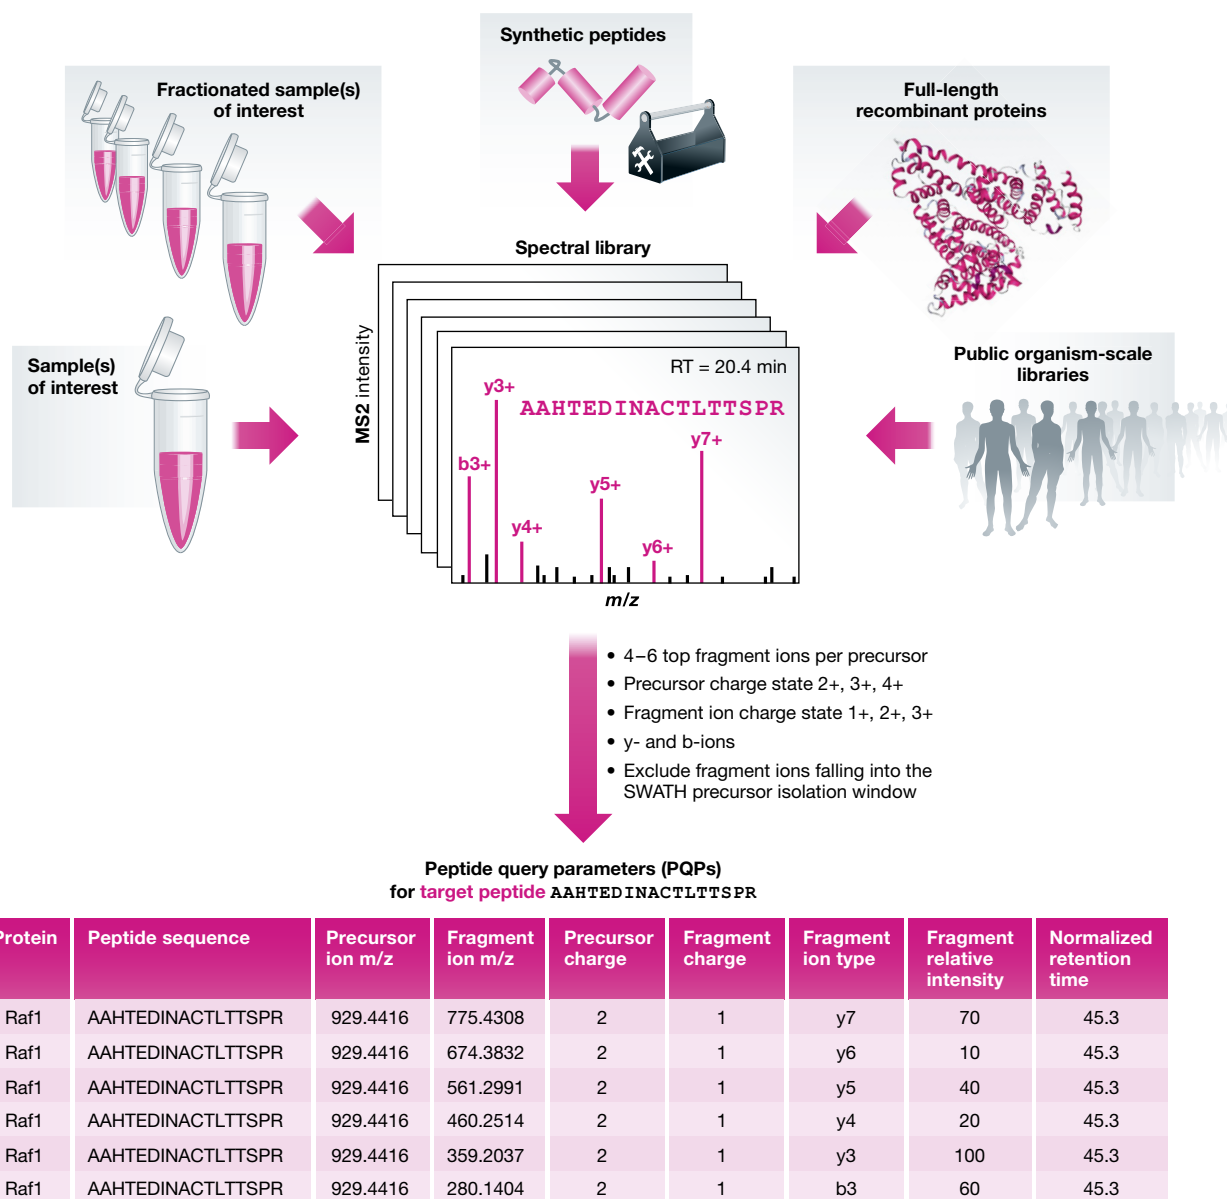 Synthetic peptides
Fractionated sample(s)
of interest
Full-length
recombinant proteins
Spectral library
Sample(s)
of interest
Public organism-scale
libraries
MS2 intensity
RT = 20.4 min
AAHTEDINACTLTTSPR
y3+
b3+
y4+
y5+
y6+
y7+
m/z
• 4–6 top fragment ions per precursor
• Precursor charge state 2+, 3+, 4+
• Fragment ion charge state 1+, 2+, 3+
• y- and b-ions
• Exclude fragment ions falling into the
SWATH precursor isolation window
Peptide query parameters (PQPs)
for target peptide AAHTEDINACTLTTSPR
Protein Peptide sequence Precursor ion m/z Fragment ion m/z Precursor charge Fragment charge Fragment ion type Fragment relative intensity Normalized retention time
Raf1 AAHTEDINACTLTTSPR 929.4416 775.4308 2 1 y7 70 45.3
Raf1 AAHTEDINACTLTTSPR 929.4416 674.3832 2 1 y6 10 45.3
Raf1 AAHTEDINACTLTTSPR 929.4416 561.2991 2 1 y5 40 45.3
Raf1 AAHTEDINACTLTTSPR 929.4416 460.2514 2 1 y4 20 45.3
Raf1 AAHTEDINACTLTTSPR 929.4416 359.2037 2 1 y3 100 45.3
Raf1 AAHTEDINACTLTTSPR 929.4416 280.1404 2 1 b3 60 45.3